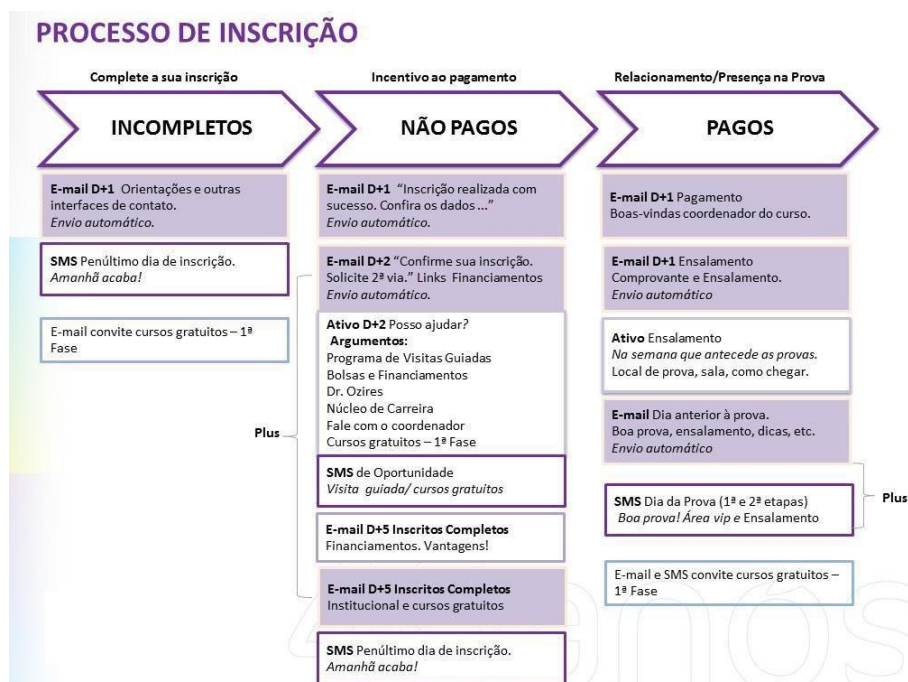 PROCESSO DE INSCRIÇÃO
Complete a sua inscrição
INCOMPLETOS
E-mail D+1 Orientações e outras
interfaces de contato.
Envio automático.
SMS Penúltimo dia de inscrição.
Amanhã acaba!
E-mail convite cursos gratuitos – 1ª
Fase
Incentivo ao pagamento
NÃO PAGOS
E-mail D+1 “Inscrição realizada com
sucesso. Confira os dados ...”
Envio automático.
E-mail D+2 “Confirme sua inscrição.
Solicite 2ª via.” Links Financiamentos
Envio automático.
Ativo D+2 Posso ajudar?
Argumentos:
Programa de Visitas Guiadas
Bolsas e Financiamentos
Dr. Ozires
Núcleo de Carreira
Fale com o coordenador
Cursos gratuitos – 1ª Fase
Plus
SMS de Oportunidade
Visita guiada/ cursos gratuitos
E-mail D+5 Inscritos Completos
Financiamentos. Vantagens!
E-mail D+5 Inscritos Completos
Institucional e cursos gratuitos
SMS Penúltimo dia de inscrição.
Amanhã acaba!
Relacionamento/Presença na Prova
PAGOS
E-mail D+1 Pagamento
Boas-vindas coordenador do curso.
E-mail D+1 Ensalamento
Comprovante e Ensalamento.
Envio automático
Ativo Ensalamento
Na semana que antecede as provas.
Local de prova, sala, como chegar.
E-mail Dia anterior à prova.
Boa prova, ensalamento, dicas, etc.
Envio automático
SMS Dia da Prova (1ª e 2ª etapas)
Boa prova! Área vip e Ensalamento
Plus
E-mail e SMS convite cursos gratuitos –
1ª Fase